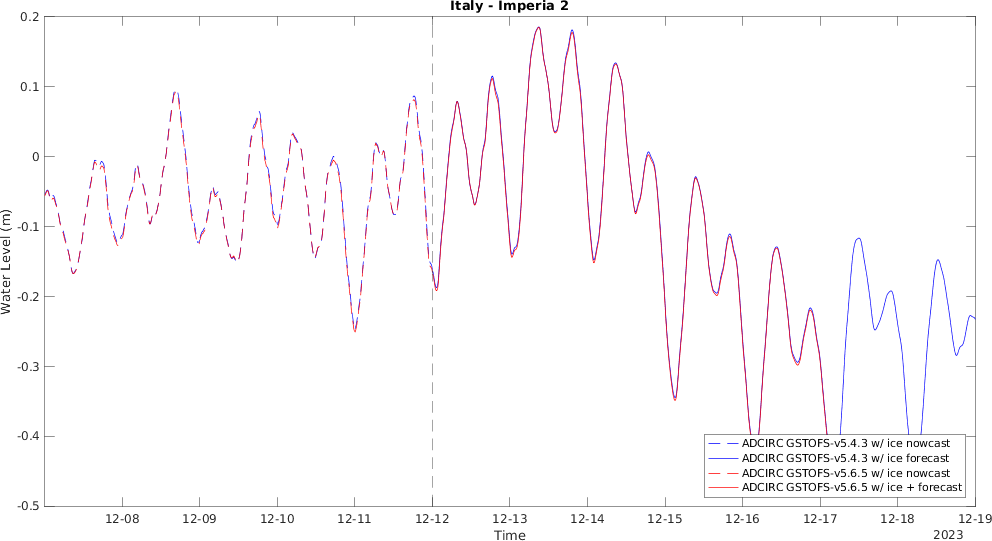 Italy - Imperia 2
Water Level (m)
0.2
0.1
0
-0.1
-0.2
-0.3
-0.4
-0.5
ADCIRC GSTOFS-v5.4.3 w/ ice nowcast
ADCIRC GSTOFS-v5.4.3 w/ ice forecast
ADCIRC GSTOFS-v5.6.5 w/ ice nowcast
ADCIRC GSTOFS-v5.6.5 w/ ice + forecast
12-08 12-09 12-10 12-11 12-12 12-13 12-14 12-15 12-16 12-17 12-18 12-19
Time
2023